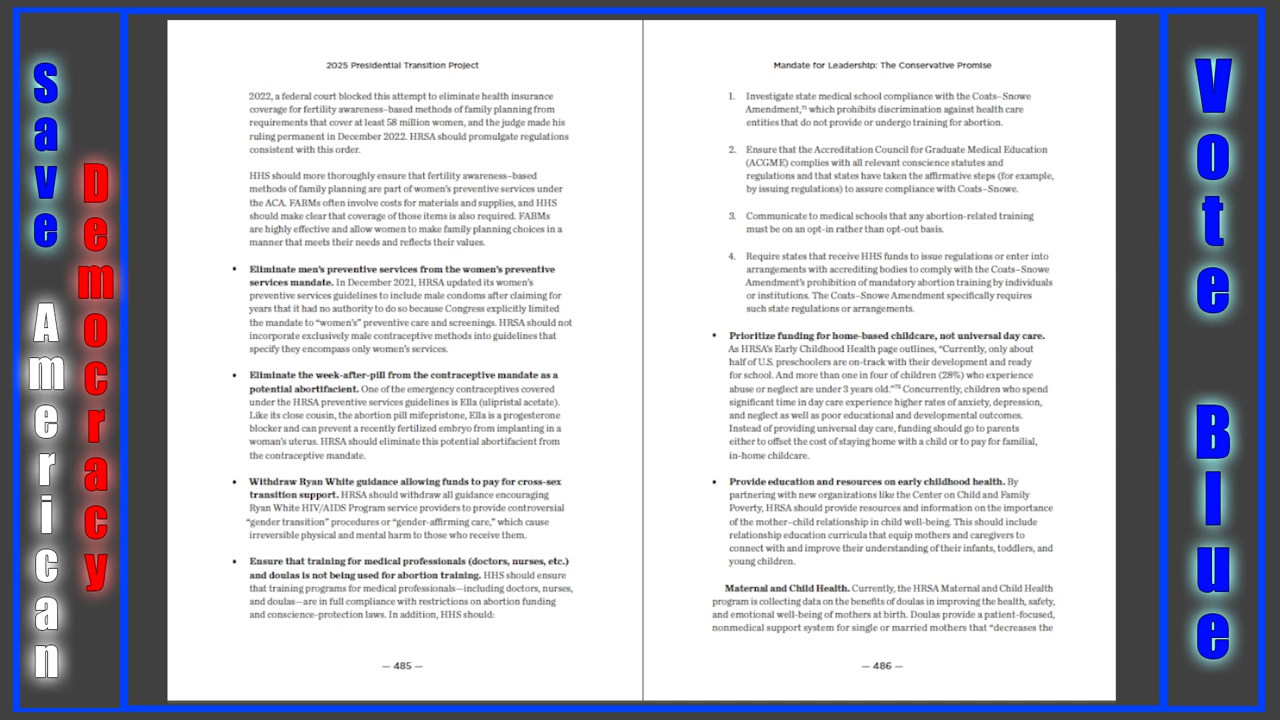 Save American
Democracy
2025 Presidential Transition Project
2022, a federal court blocked this attempt to eliminate health insurance
coverage for fertility awareness–based methods of family planning from
requirements that cover at least 58 million women, and the judge made his
ruling permanent in December 2022. HRSA should promulgate regulations
consistent with this order.
HHS should more thoroughly ensure that fertility awareness–based
methods of family planning are part of women's preventive services under
the ACA. FABMs often involve costs for materials and supplies, and HHS
should make clear that coverage of those items is also required. FABMs
are highly effective and allow women to make family planning choices in a
manner that meets their needs and reflects their values.
• Eliminate men's preventive services from the women's preventive
services mandate. In December 2021, HRSA updated its women's
preventive services guidelines to include male condoms after claiming for
years that it had no authority to do so because Congress explicitly limited
the mandate to “women's” preventive care and screenings. HRSA should not
incorporate exclusively male contraceptive methods into guidelines that
specify they encompass only women's services.
• Eliminate the week-after-pill from the contraceptive mandate as a
potential abortifacient. One of the emergency contraceptives covered
under the HRSA preventive services guidelines is Ella (ulipristal acetate).
Like its close cousin, the abortion pill mifepristone, Ella is a progesterone
blocker and can prevent a recently fertilized embryo from implanting in a
woman's uterus. HRSA should eliminate this potential abortifacient from
the contraceptive mandate.
• Withdraw Ryan White guidance allowing funds to pay for cross-sex
transition support. HRSA should withdraw all guidance encouraging
Ryan White HIV/AIDS Program service providers to provide controversial
“gender transition” procedures or “gender-affirming care,” which cause
irreversible physical and mental harm to those who receive them.
• Ensure that training for medical professionals (doctors, nurses, etc.)
and doulas is not being used for abortion training. HHS should ensure
that training programs for medical professionals—including doctors, nurses,
and doulas—are in full compliance with restrictions on abortion funding
and conscience-protection laws. In addition, HHS should:
— 485 —
Mandate for Leadership: The Conservative Promise
1. Investigate state medical school compliance with the Coats–Snowe
Amendment,71 which prohibits discrimination against health care
entities that do not provide or undergo training for abortion.
2. Ensure that the Accreditation Council for Graduate Medical Education
(ACGME) complies with all relevant conscience statutes and
regulations and that states have taken the affirmative steps (for example,
by issuing regulations) to assure compliance with Coats–Snowe.
3. Communicate to medical schools that any abortion-related training
must be on an opt-in rather than opt-out basis.
4. Require states that receive HHS funds to issue regulations or enter into
arrangements with accrediting bodies to comply with the Coats–Snowe
Amendment's prohibition of mandatory abortion training by individuals
or institutions. The Coats–Snowe Amendment specifically requires
such state regulations or arrangements.
• Prioritize funding for home-based childcare, not universal day care.
As HRSA's Early Childhood Health page outlines, “Currently, only about
half of U.S. preschoolers are on-track with their development and ready
for school. And more than one in four of children (28%) who experience
abuse or neglect are under 3 years old.”72 Concurrently, children who spend
significant time in day care experience higher rates of anxiety, depression,
and neglect as well as poor educational and developmental outcomes.
Instead of providing universal day care, funding should go to parents
either to offset the cost of staying home with a child or to pay for familial,
in-home childcare.
• Provide education and resources on early childhood health. By
partnering with new organizations like the Center on Child and Family
Poverty, HRSA should provide resources and information on the importance
of the mother–child relationship in child well-being. This should include
relationship education curricula that equip mothers and caregivers to
connect with and improve their understanding of their infants, toddlers, and
young children.
Maternal and Child Health. Currently, the HRSA Maternal and Child Health
program is collecting data on the benefits of doulas in improving the health, safety,
and emotional well-being of mothers at birth. Doulas provide a patient-focused,
nonmedical support system for single or married mothers that “decreases the
— 486 —
Vote Blue